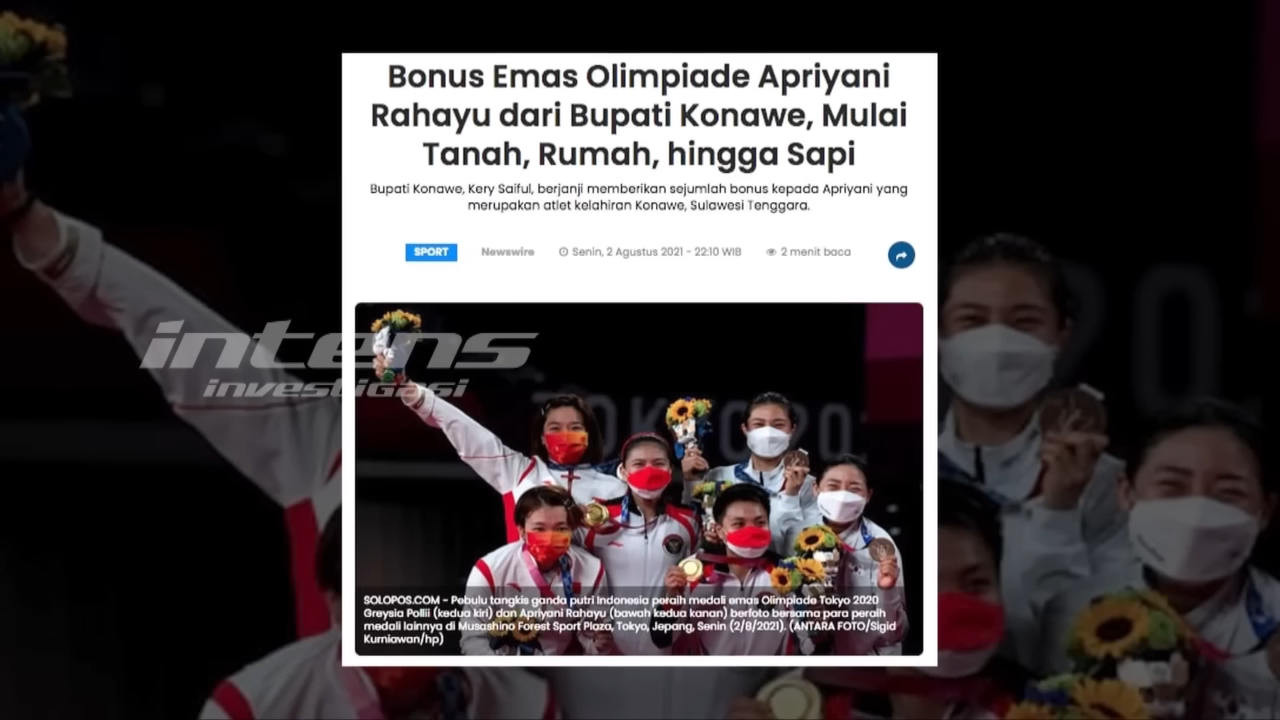 Bonus Emas Olimpiade Apriyani
Rahayu dari Bupati Konawe, Mulai
Tanah, Rumah, hingga Sapi
Bupati Konawe, Kery Saiful, berjanji memberikan sejumlah bonus kepada Apriyani yang
merupakan atlet kelahiran Konawe, Sulawesi Tenggara.
SPORT Newswire Senin, 2 Agustus 2021 - 22:10 WIB 2 menit baca
intens
investigasi
TOKYO 2020
SOLOPOS.COM - Pebulu tangkis ganda putri Indonesia peraih medali emas Olimpiade Tokyo 2020
Greysia Pollii (kedua kiri) dan Apriyani Rahayu (bawah kedua kanan) berfoto bersama para peraih
medali lainnya di Musashino Forest Sport Plaza, Tokyo, Jepang, Senin (2/8/2021). (ANTARA FOTO/Sigid
Kurniawan/hp)